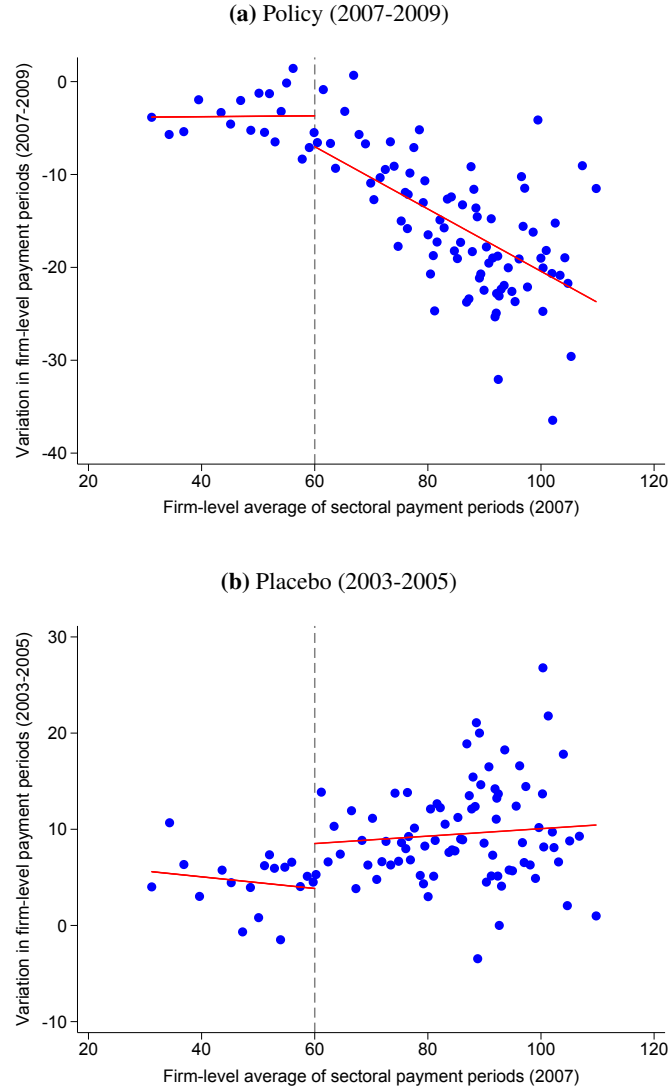 (a) Policy (2007-2009)
Variation in firm-level payment periods (2007-2009)
0
-10
-20
-30
-40
20 40 60 80 100 120
Firm-level average of sectoral payment periods (2007)
(b) Placebo (2003-2005)
Variation in firm-level payment periods (2003-2005)
30
20
10
0
-10
20 40 60 80 100 120
Firm-level average of sectoral payment periods (2007)